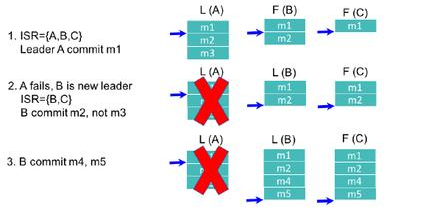 L (A) F (B) F (C)
1. ISR={A,B,C}
Leader A commit m1
m1 m1 m1
m2 m2
m3
2. A fails, B is new leader
ISR={B,C}
B commit m2, not m3
L (A) L (B) F (C)
m1 m1
m2 m2
3. B commit m4, m5
L (A) L (B) F (C)
m1 m1
m2 m2
m4 m4
m5 m5